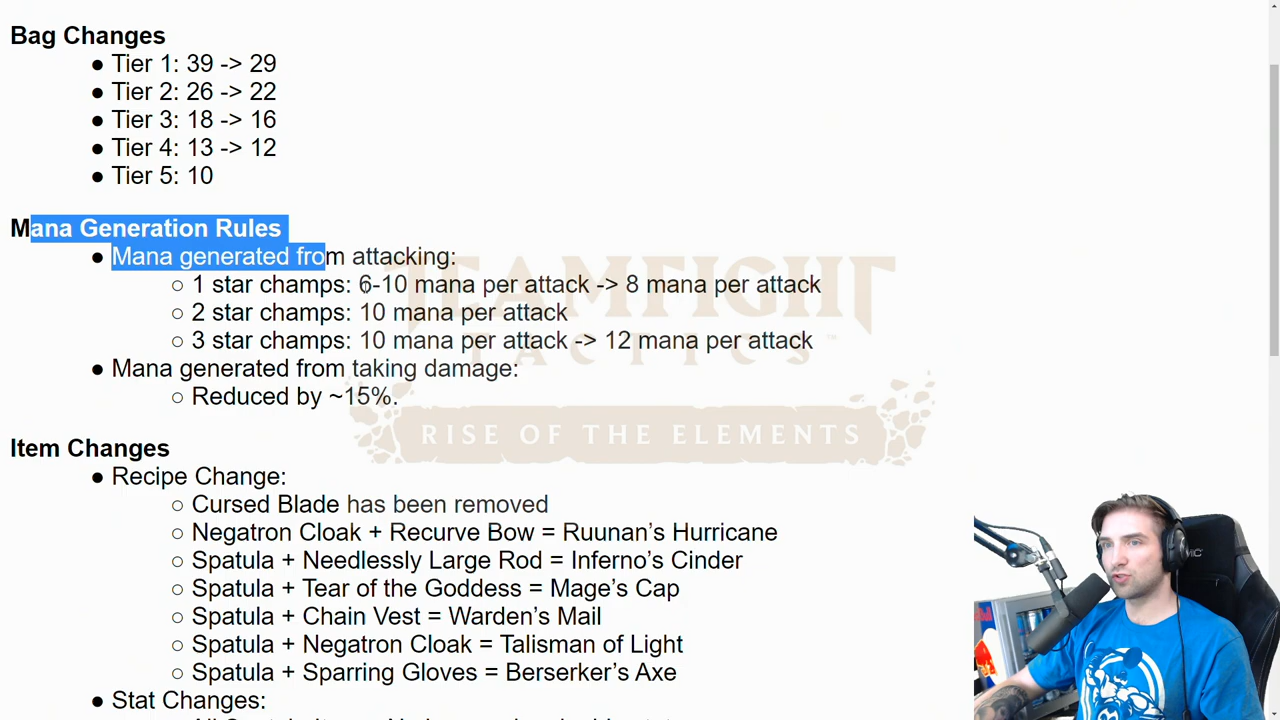 Bag Changes
● Tier 1: 39 -> 29
● Tier 2: 26 -> 22
● Tier 3: 18 -> 16
● Tier 4: 13 -> 12
● Tier 5: 10
Mana Generation Rules
● Mana generated from attacking:
○ 1 star champs: 6-10 mana per attack -> 8 mana per attack
○ 2 star champs: 10 mana per attack
○ 3 star champs: 10 mana per attack -> 12 mana per attack
● Mana generated from taking damage:
○ Reduced by ~15%.
TEAMFIGHT
TACTICS
RISE OF THE ELEMENTS
Item Changes
● Recipe Change:
○ Cursed Blade has been removed
○ Negatron Cloak + Recurve Bow = Ruunan’s Hurricane
○ Spatula + Needlessly Large Rod = Inferno’s Cinder
○ Spatula + Tear of the Goddess = Mage’s Cap
○ Spatula + Chain Vest = Warden’s Mail
○ Spatula + Negatron Cloak = Talisman of Light
○ Spatula + Sparring Gloves = Berserker’s Axe
● Stat Changes: